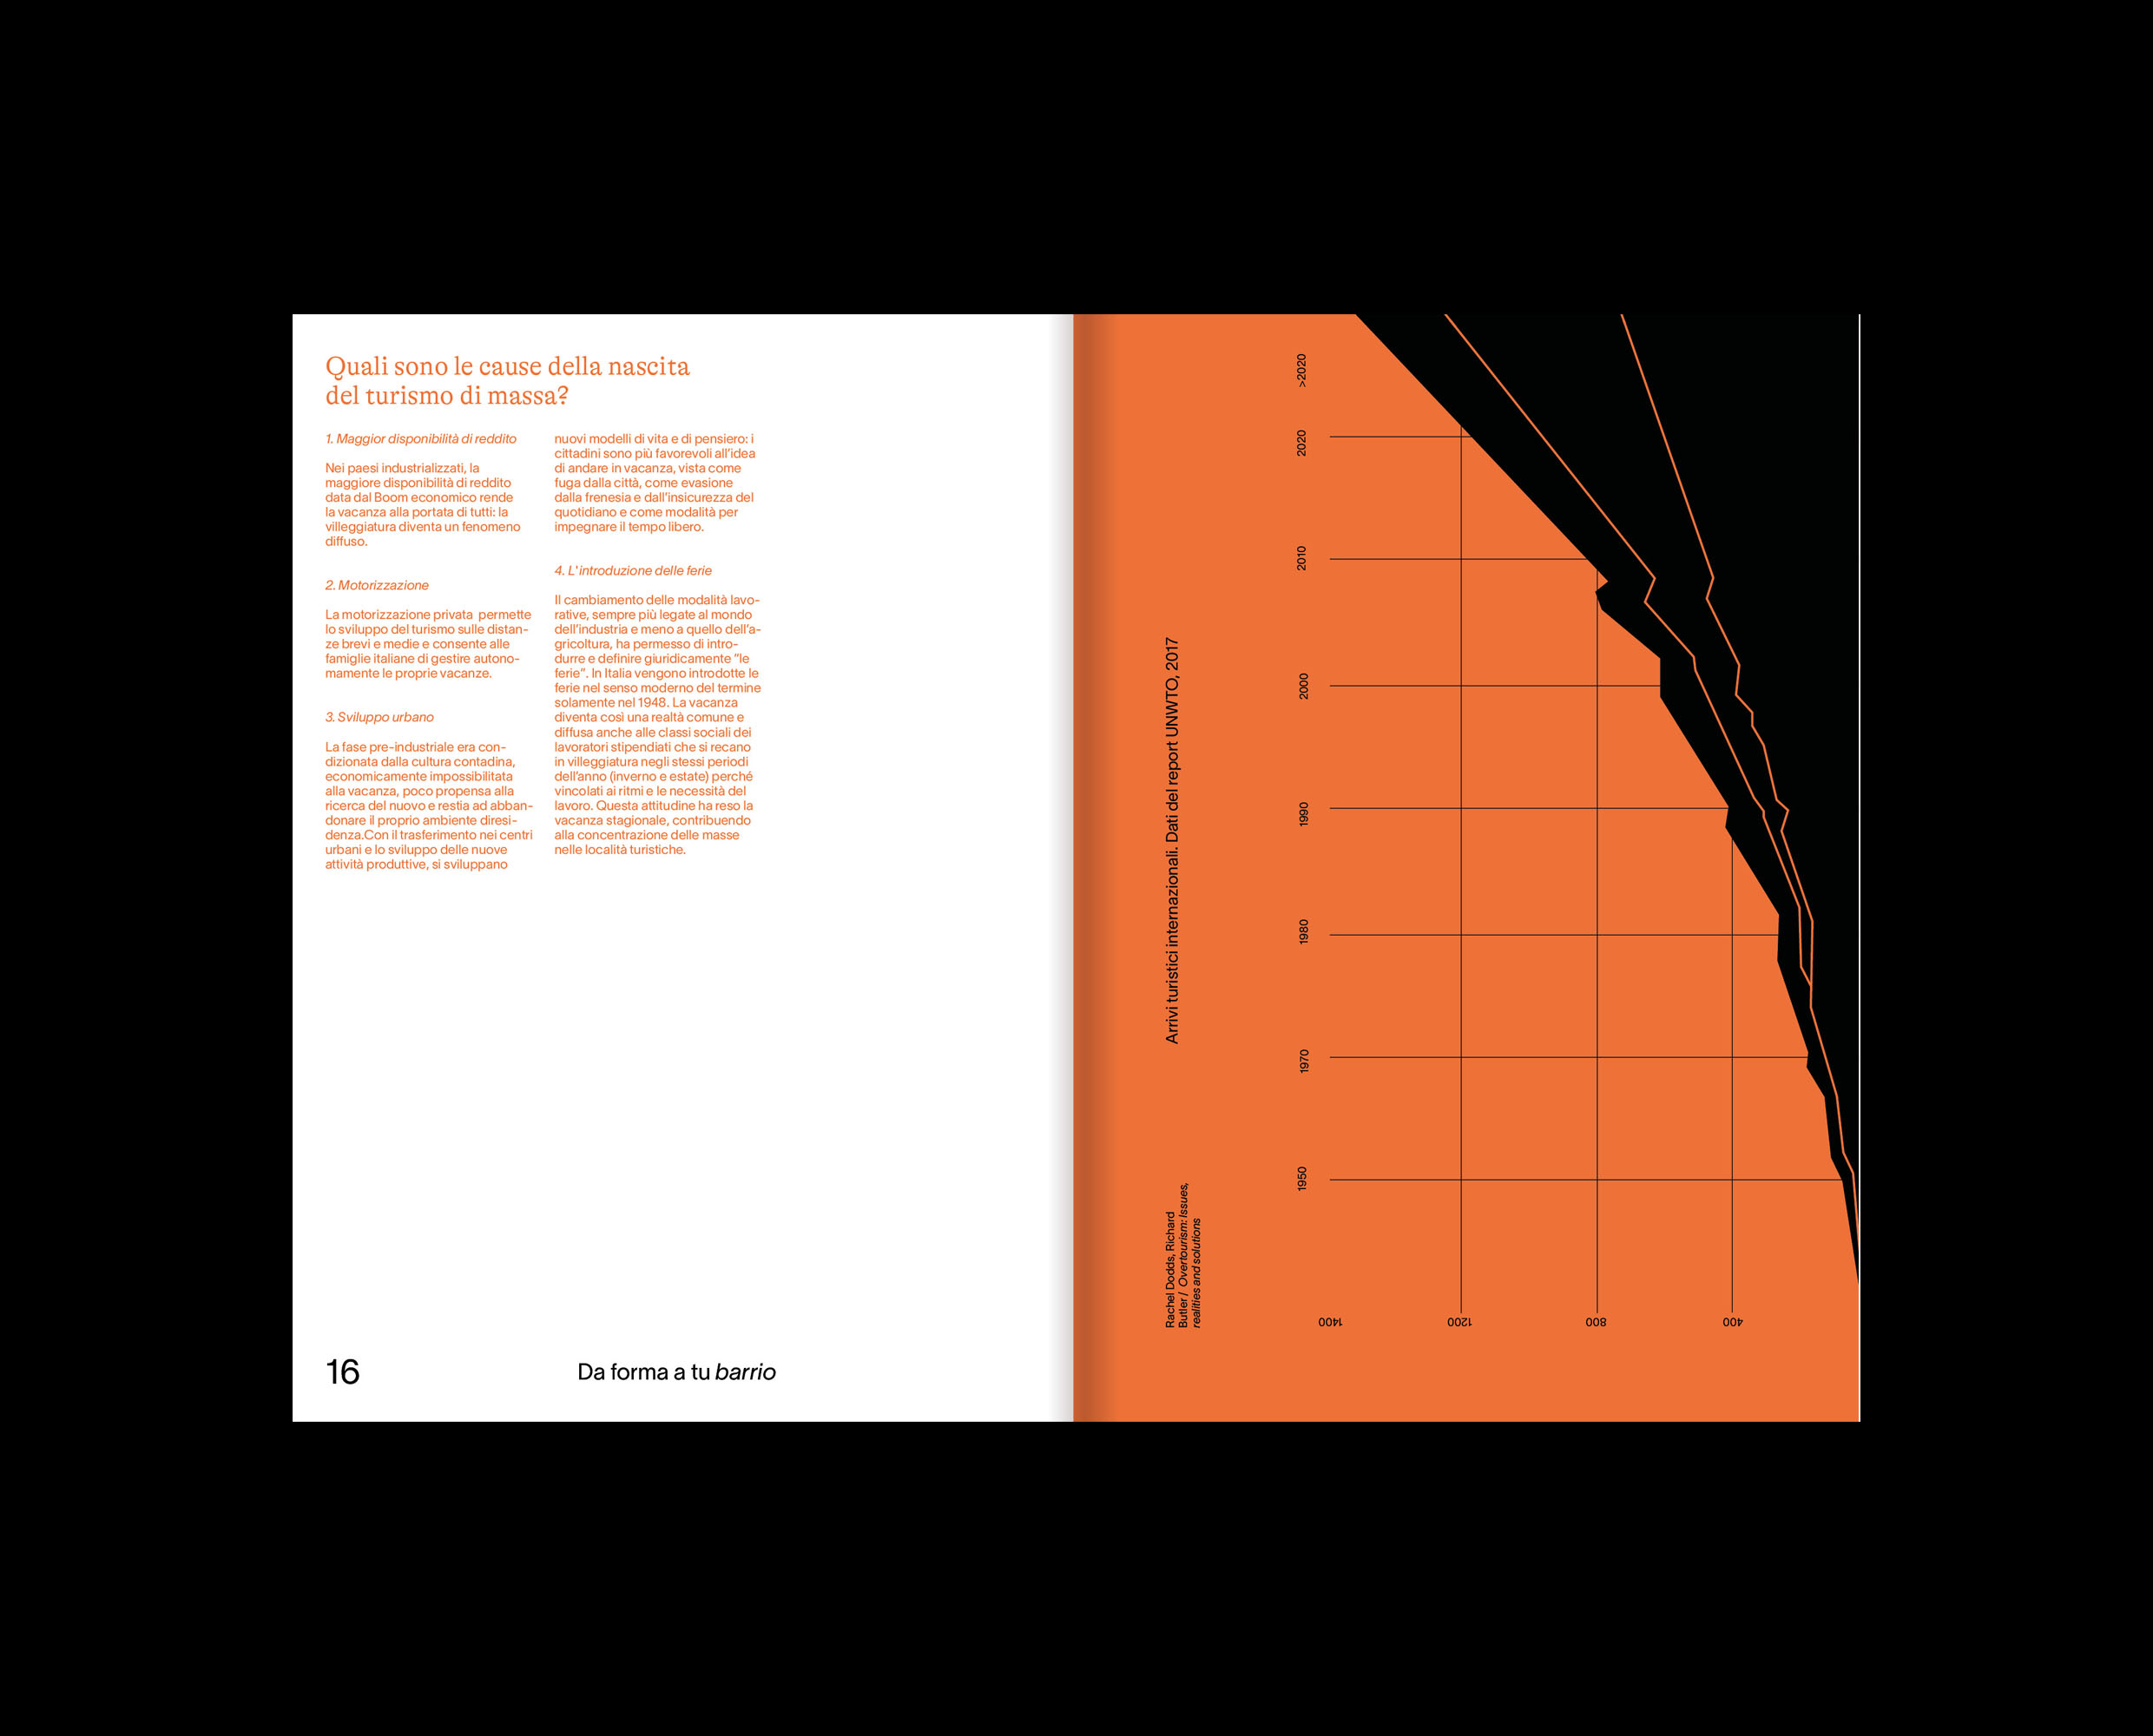 Quali sono le cause della nascita
del turismo di massa?
1. Maggior disponibilità di reddito
Nei paesi industrializzati, la
maggiore disponibilità di reddito
data dal Boom economico rende
la vacanza alla portata di tutti: la
villeggiatura diventa un fenomeno
diffuso.
2. Motorizzazione
La motorizzazione privata  permette
lo sviluppo del turismo sulle distan-
ze brevi e medie e consente alle
famiglie italiane di gestire autono-
mamente le proprie vacanze.
3. Sviluppo urbano
La fase pre-industriale era con-
dizionata dalla cultura contadina,
economicamente impossibilitata
alla vacanza, poco propensa alla
ricerca del nuovo e restia ad abban-
donare il proprio ambiente diresi-
denza.Con il trasferimento nei centri
urbani e lo sviluppo delle nuove
attività produttive, si sviluppano
nuovi modelli di vita e di pensiero: i
cittadini sono più favorevoli all'idea
di andare in vacanza, vista come
fuga dalla città, come evasione
dalla frenesia e dall'insicurezza del
quotidiano e come modalità per
impegnare il tempo libero.
4. L'introduzione delle ferie
Il cambiamento delle modalità lavo-
rative, sempre più legate al mondo
dell'industria e meno a quello dell'a-
gricoltura, ha permesso di intro-
durre e definire giuridicamente "le
ferie". In Italia vengono introdotte le
ferie nel senso moderno del termine
solamente nel 1948. La vacanza
diventa così una realtà comune e
diffusa anche alle classi sociali dei
lavoratori stipendiati che si recano
in villeggiatura negli stessi periodi
dell'anno (inverno e estate) perché
vincolati ai ritmi e le necessità del
lavoro. Questa attitudine ha reso la
vacanza stagionale, contribuendo
alla concentrazione delle masse
nelle località turistiche.
16
Da forma a tu barrio
Arrivi turistici internazionali. Dati del report UNWTO, 2017
Rachel Dodds, Richard
Butler / Overtourism: Issues,
realities and solutions
>2020
2020
2010
2000
1990
1980
1970
1950
1400
1200
800
400